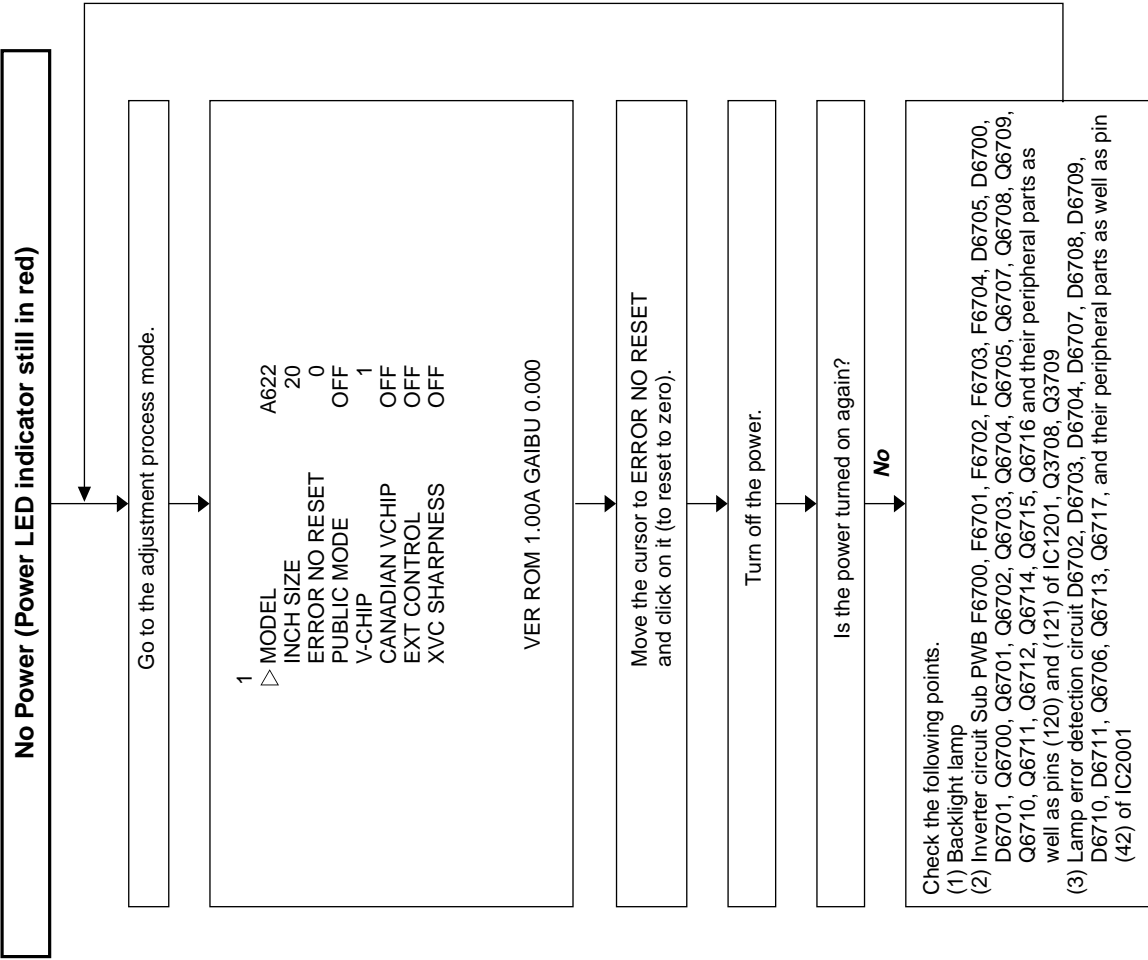 No Power (Power LED indicator still in red)
Go to the adjustment process mode.
1
▷ MODEL A622
INCH SIZE 20
ERROR NO RESET 0
PUBLIC MODE OFF
V-CHIP 1
CANADIAN VCHIP OFF
EXT CONTROL OFF
XVC SHARPNESS OFF
VER ROM 1.00A GAIBU 0.000
Move the cursor to ERROR NO RESET
and click on it (to reset to zero).
Turn off the power.
Is the power turned on again?
No
Check the following points.
(1) Backlight lamp
(2) Inverter circuit Sub PWB F6700, F6701, F6702, F6703, F6704, D6705, D6700,
D6701, Q6700, Q6701, Q6702, Q6703, Q6704, Q6705, Q6707, Q6708, Q6709,
Q6710, Q6711, Q6712, Q6714, Q6715, Q6716 and their peripheral parts as
well as pins (120) and (121) of IC1201, Q3708, Q3709
(3) Lamp error detection circuit D6702, D6703, D6704, D6707, D6708, D6709,
D6710, D6711, Q6706, Q6713, Q6717, and their peripheral parts as well as pin
(42) of IC2001